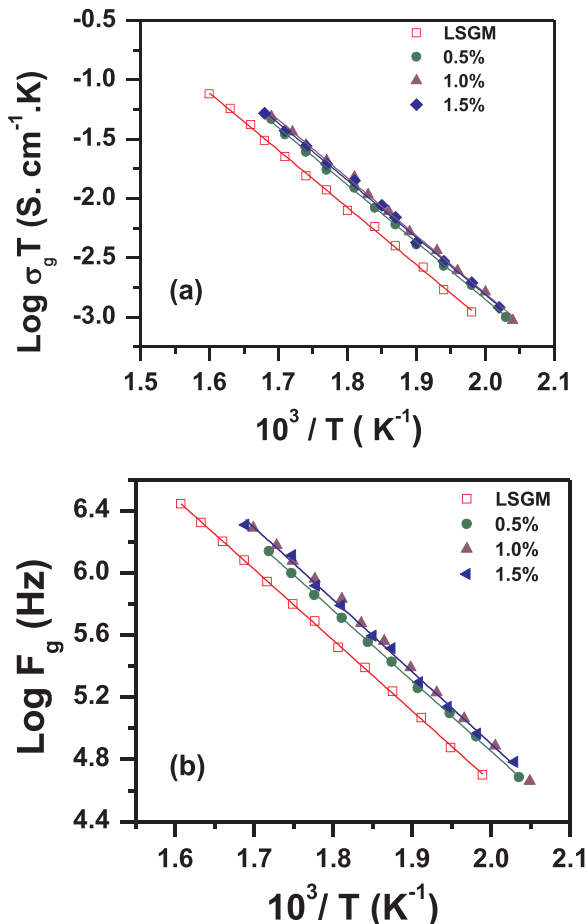 -0.5
-1.0
-1.5
-2.0
-2.5
-3.0
Log σgT (S. cm-1.K)
LSGM
0.5%
1.0%
1.5%
(a)
1.5 1.6 1.7 1.8 1.9 2.0 2.1
10³ / T ( K-1)
6.4
6.0
5.6
5.2
4.8
4.4
Log Fg (Hz)
LSGM
0.5%
1.0%
1.5%
(b)
1.6 1.7 1.8 1.9 2.0 2.1
10³/ T (K-1)